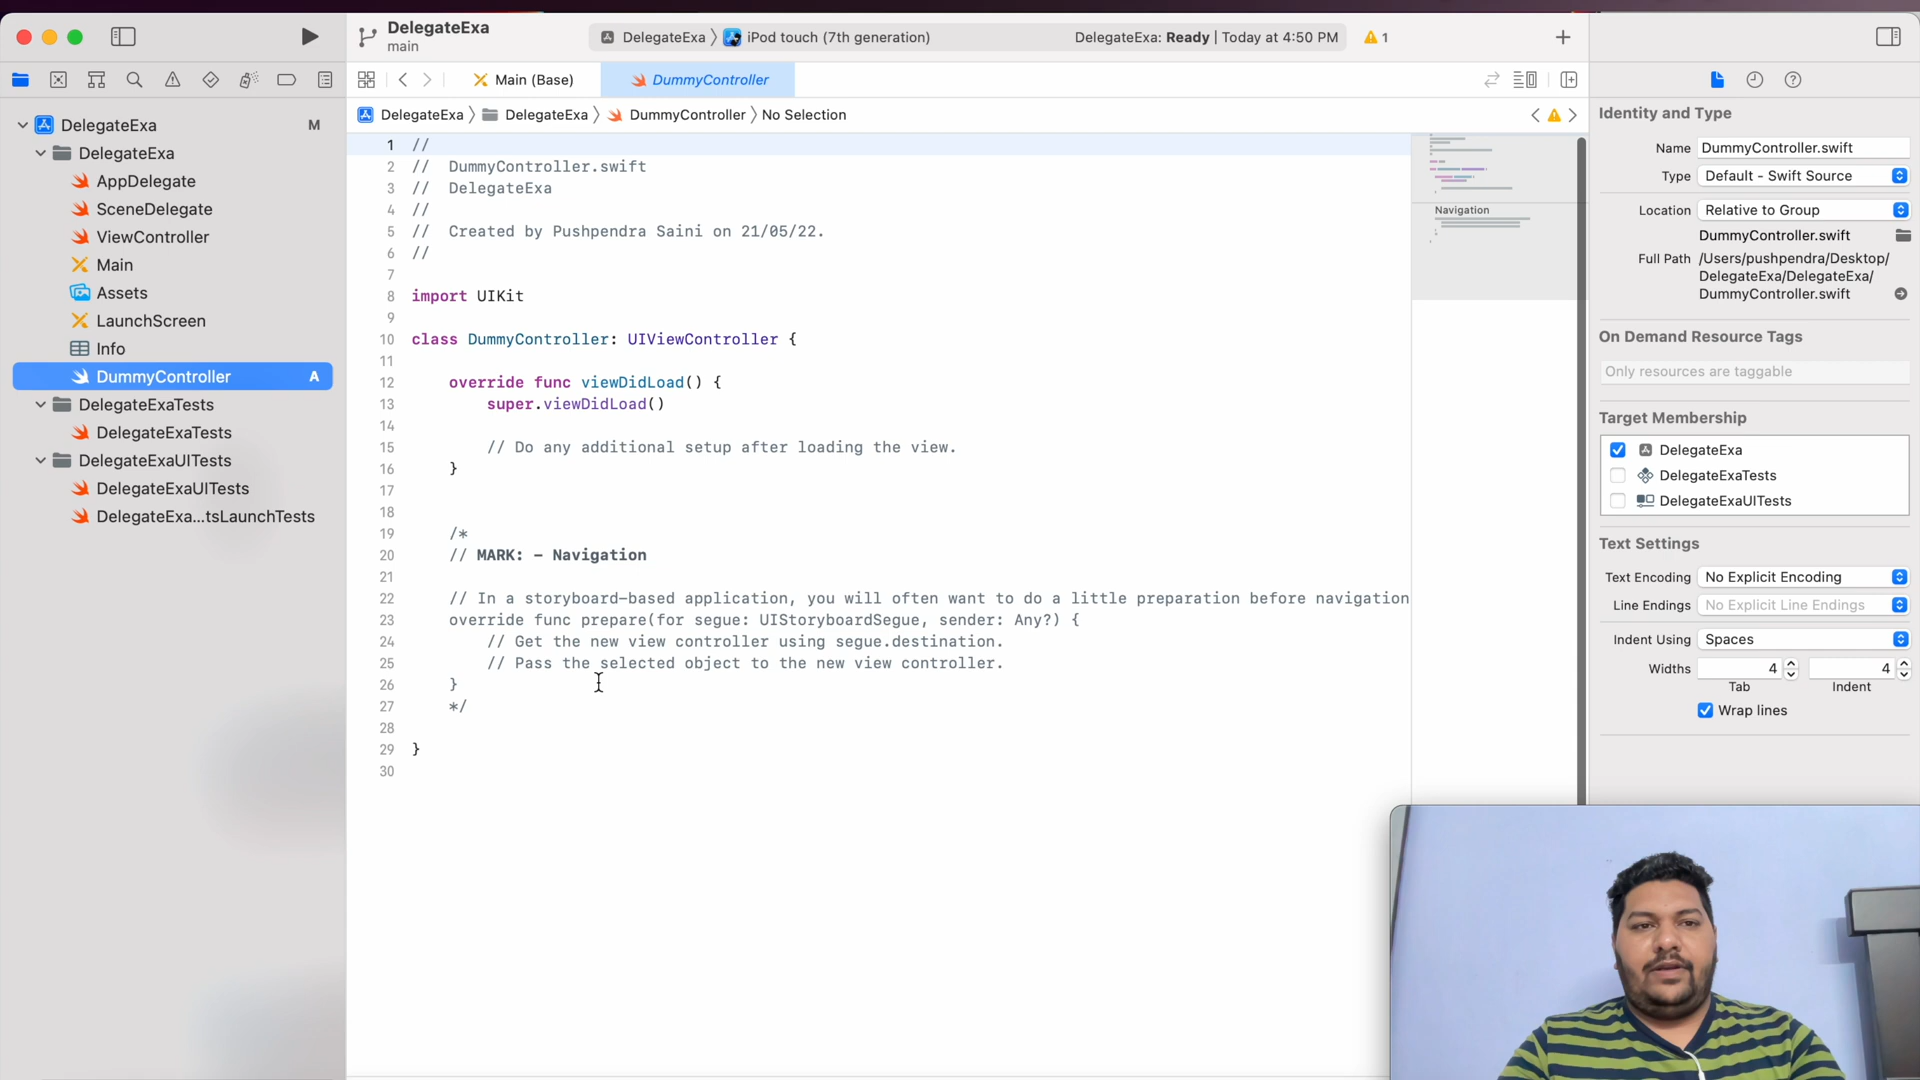 DelegateExa
main
DelegateExa 〉 iPod touch (7th generation)
DelegateExa: Ready | Today at 4:50 PM
1
Main (Base)
DummyController
DelegateExa 〉 DelegateExa 〉 DummyController 〉 No Selection
DelegateExa M
DelegateExa
AppDelegate
SceneDelegate
ViewController
Main
Assets
LaunchScreen
Info
DummyController A
DelegateExaTests
DelegateExaTests
DelegateExaUITests
DelegateExaUITests
DelegateExa...tsLaunchTests
1 //
2 //  DummyController.swift
3 //  DelegateExa
4 //
5 //  Created by Pushpendra Saini on 21/05/22.
6 //
7
8 import UIKit
9
10 class DummyController: UIViewController {
11
12     override func viewDidLoad() {
13         super.viewDidLoad()
14
15         // Do any additional setup after loading the view.
16     }
17
18
19     /*
20     // MARK: - Navigation
21
22     // In a storyboard-based application, you will often want to do a little preparation before navigation
23     override func prepare(for segue: UIStoryboardSegue, sender: Any?) {
24         // Get the new view controller using segue.destination.
25         // Pass the selected object to the new view controller.
26     }
27     */
28
29 }
30
Navigation
Identity and Type
Name DummyController.swift
Type Default - Swift Source
Location Relative to Group
DummyController.swift
Full Path /Users/pushpendra/Desktop/
DelegateExa/DelegateExa/
DummyController.swift
On Demand Resource Tags
Only resources are taggable
Target Membership
DelegateExa
DelegateExaTests
DelegateExaUITests
Text Settings
Text Encoding No Explicit Encoding
Line Endings No Explicit Line Endings
Indent Using Spaces
Widths 4 4
Tab Indent
Wrap lines